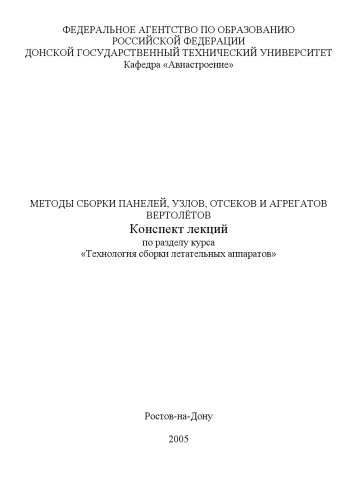 ФЕДЕРАЛЬНОЕ АГЕНТСТВО ПО ОБРАЗОВАНИЮ
РОССИЙСКОЙ ФЕДЕРАЦИИ
ДОНСКОЙ ГОСУДАРСТВЕННЫЙ ТЕХНИЧЕСКИЙ УНИВЕРСИТЕТ
Кафедра «Авиастроение»
МЕТОДЫ СБОРКИ ПАНЕЛЕЙ, УЗЛОВ, ОТСЕКОВ И АГРЕГАТОВ
ВЕРТОЛЁТОВ
Конспект лекций
по разделу курса
«Технология сборки летательных аппаратов»
Ростов-на-Дону
2005